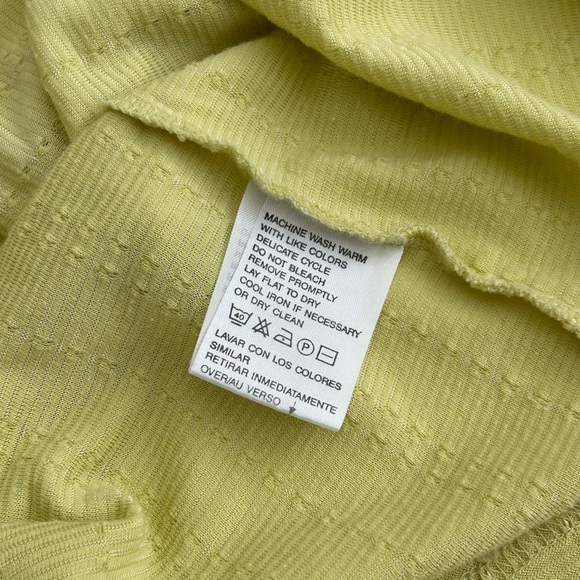 MACHINE WASH WARM
WITH LIKE COLORS
DELICATE CYCLE
DO NOT BLEACH
REMOVE PROMPTLY
LAY FLAT TO DRY
COOL IRON IF NECESSARY
OR DRY CLEAN
40 P
LAVAR CON LOS COLORES
SIMILAR
RETIRAR INMEDIATAMENTE
OVER/AU VERSO